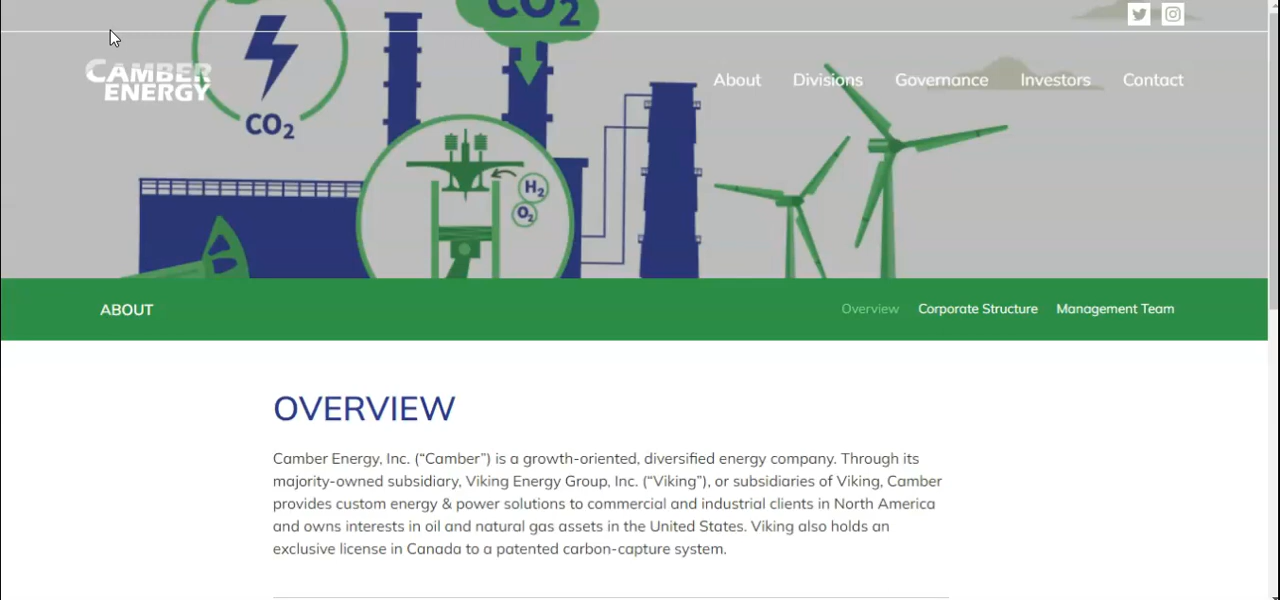 CO2
CO2
CAMBER
ENERGY
About Divisions Governance Investors Contact
H2
O2
ABOUT
Overview Corporate Structure Management Team
OVERVIEW
Camber Energy, Inc. (“Camber”) is a growth-oriented, diversified energy company. Through its
majority-owned subsidiary, Viking Energy Group, Inc. (“Viking”), or subsidiaries of Viking, Camber
provides custom energy & power solutions to commercial and industrial clients in North America
and owns interests in oil and natural gas assets in the United States. Viking also holds an
exclusive license in Canada to a patented carbon-capture system.